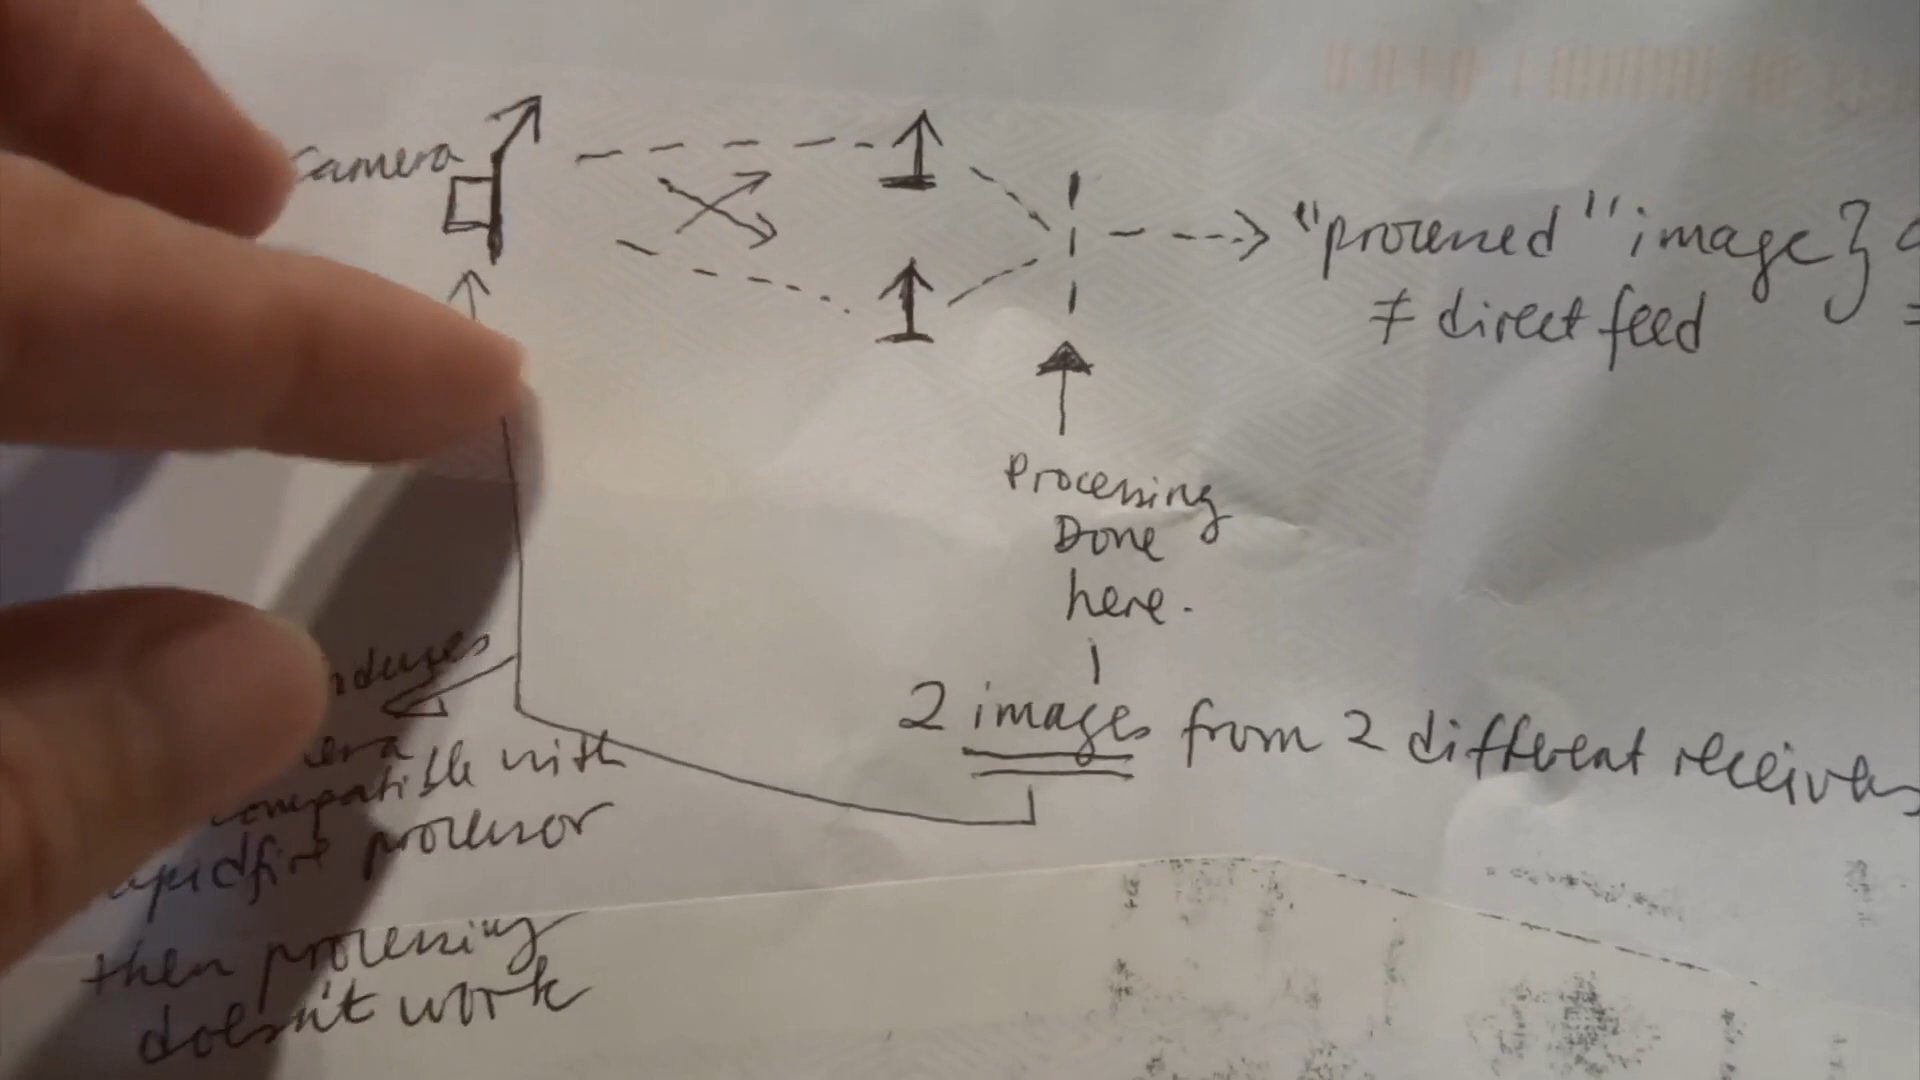 Camera
"processed" image}
≠ direct feed
Processing
Done
here.
2 images from 2 different receivers
compatible with
rapidfire processor
then processing
doesn't work